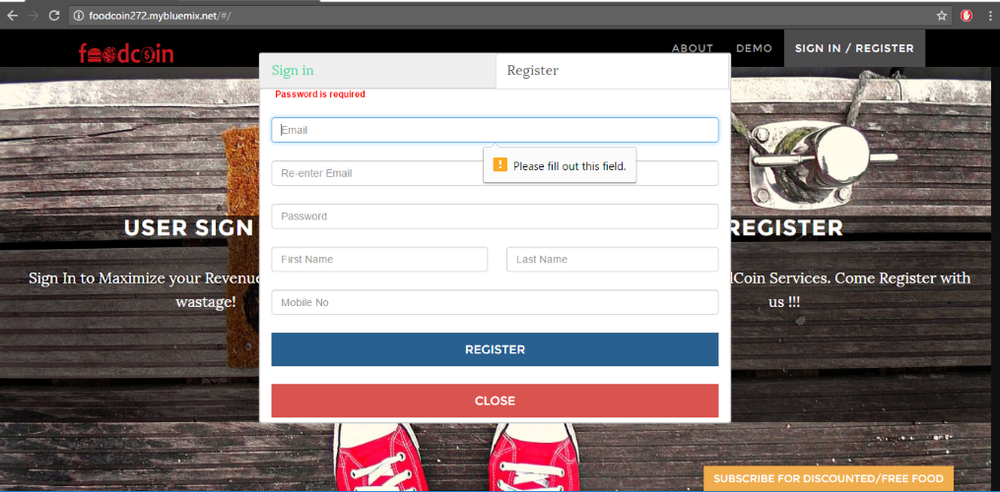 foodcoin272.mybluemix.net/#/
foodcoin
ABOUT DEMO SIGN IN / REGISTER
Sign in Register
Password is required
Email
Please fill out this field.
Re-enter Email
Password
First Name Last Name
Mobile No
REGISTER
CLOSE
USER SIGN
Sign In to Maximize your Revenue
wastage!
REGISTER
Coin Services. Come Register with
us !!!
SUBSCRIBE FOR DISCOUNTED/FREE FOOD